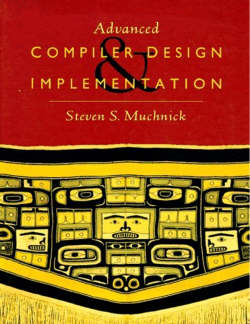 Advanced
COMPILER DESIGN
&
IMPLEMENTATION
Steven S. Muchnick